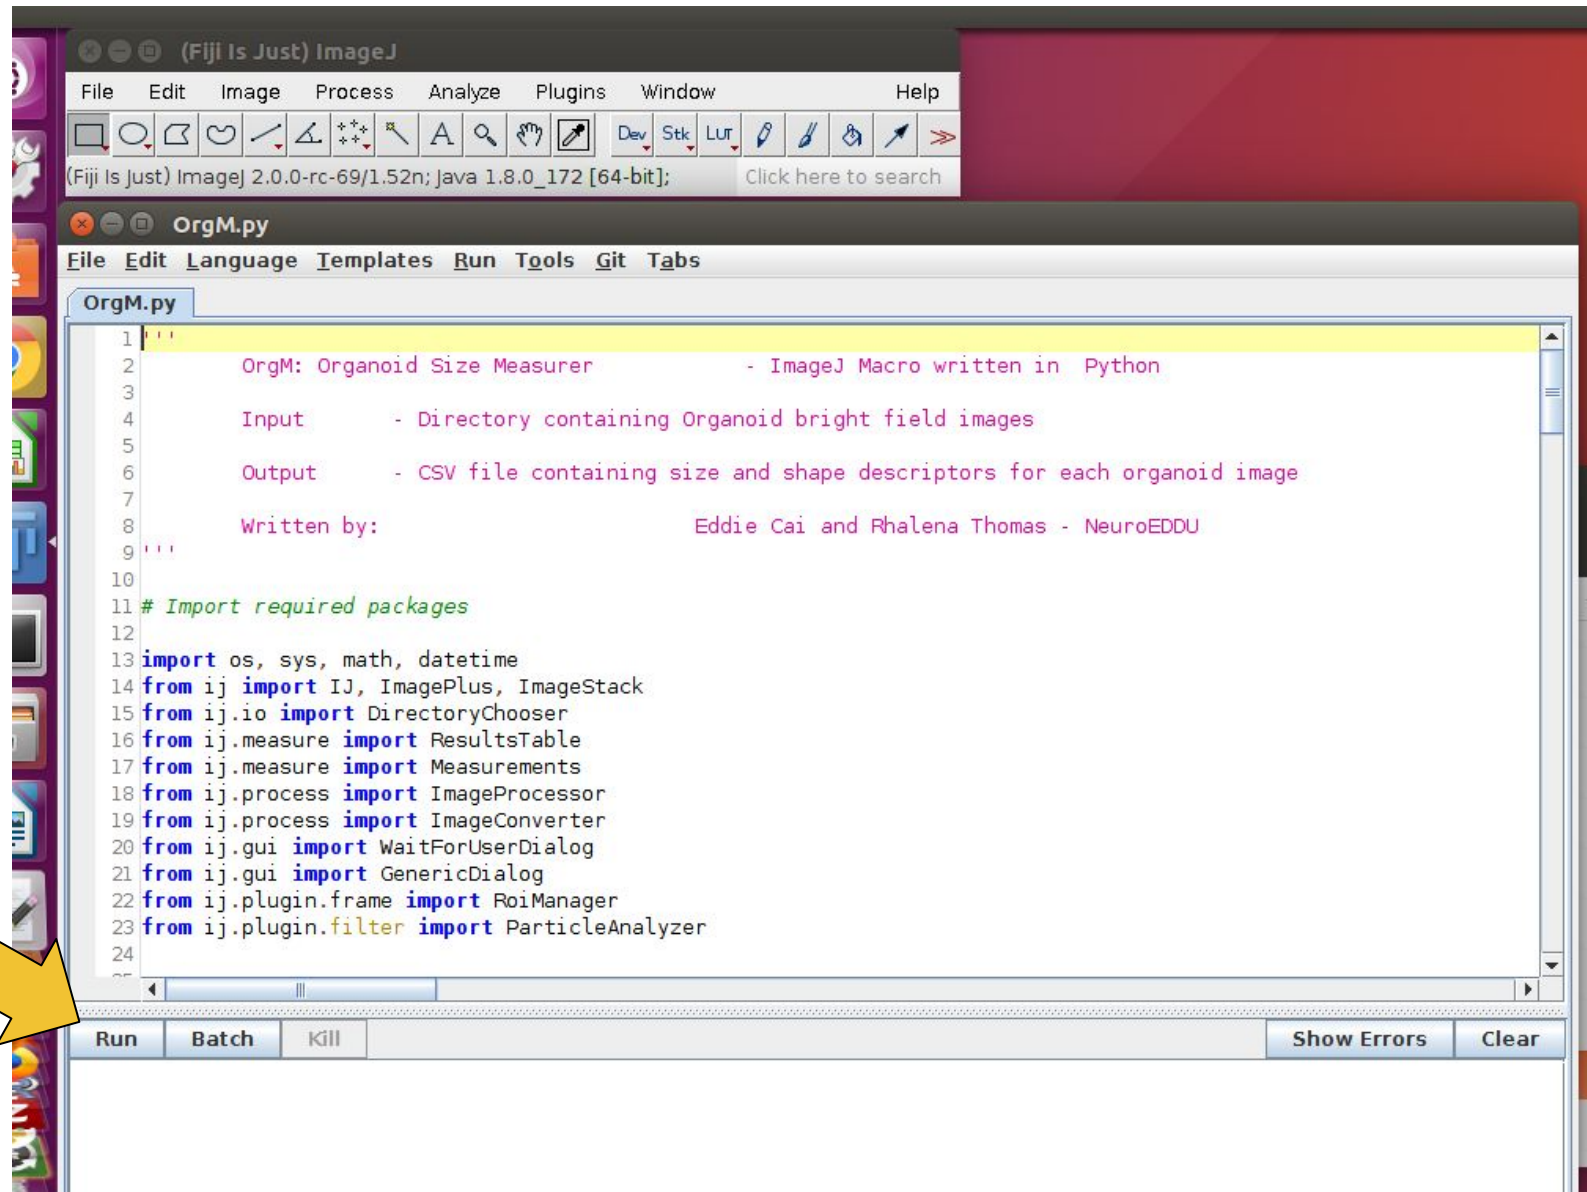 (Fiji Is Just) ImageJ
File Edit Image Process Analyze Plugins Window Help
A Dev Stk LUT
(Fiji Is Just) ImageJ 2.0.0-rc-69/1.52n; Java 1.8.0_172 [64-bit]; Click here to search
OrgM.py
File Edit Language Templates Run Tools Git Tabs
OrgM.py
1 '''
2 OrgM: Organoid Size Measurer - ImageJ Macro written in Python
3
4 Input - Directory containing Organoid bright field images
5
6 Output - CSV file containing size and shape descriptors for each organoid image
7
8 Written by: Eddie Cai and Rhalena Thomas - NeuroEDDU
9 '''
10
11 # Import required packages
12
13 import os, sys, math, datetime
14 from ij import IJ, ImagePlus, ImageStack
15 from ij.io import DirectoryChooser
16 from ij.measure import ResultsTable
17 from ij.measure import Measurements
18 from ij.process import ImageProcessor
19 from ij.process import ImageConverter
20 from ij.gui import WaitForUserDialog
21 from ij.gui import GenericDialog
22 from ij.plugin.frame import RoiManager
23 from ij.plugin.filter import ParticleAnalyzer
24
Run Batch Kill Show Errors Clear